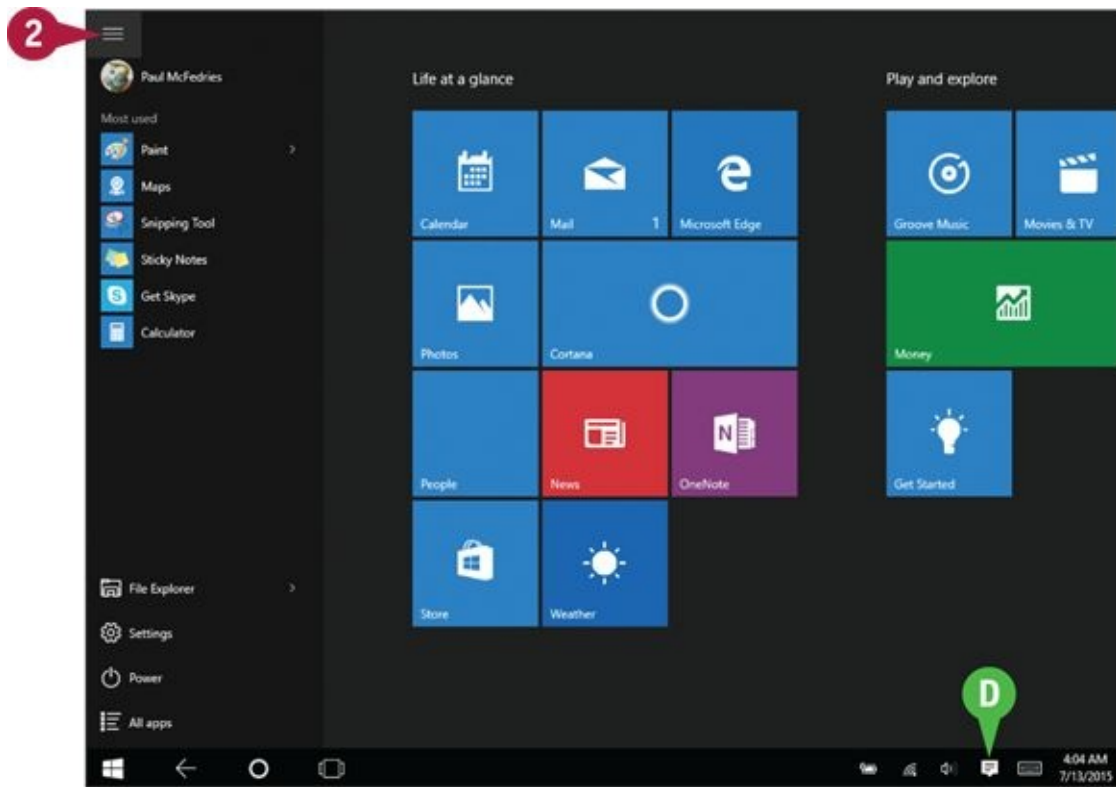 2
Paul McFedries
Most used
Paint
Maps
Snipping Tool
Sticky Notes
Get Skype
Calculator
File Explorer
Settings
Power
All apps
Life at a glance
Calendar
Mail 1
Microsoft Edge
Photos
Cortana
People
News
OneNote
Store
Weather
Play and explore
Groove Music
Movies & TV
Money
Get Started
D
4:04 AM
7/13/2015